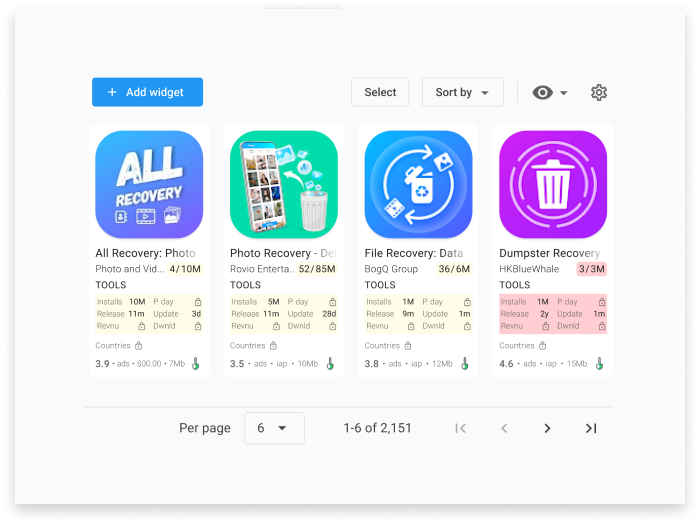 + Add widget
Select
Sort by
ALL
RECOVERY
All Recovery: Photo
Photo and Vid... 4/10M
TOOLS
Installs 10M P. day
Release 11m Update 3d
Revnu Dwnld
Countries
3.9 • ads • $00.00 • 7Mb
Photo Recovery - Del
Rovio Enterta... 52/85M
TOOLS
Installs 5M P. day
Release 11m Update 28d
Revnu Dwnld
Countries
3.5 • ads • iap • 10Mb
File Recovery: Data
BogQ Group 36/6M
TOOLS
Installs 1M P. day
Release 9m Update 1m
Revnu Dwnld
Countries
3.8 • ads • iap • 12Mb
Dumpster Recovery
HKBlueWhale 3/3M
TOOLS
Installs 1M P. day
Release 2y Update 1m
Revnu Dwnld
Countries
4.6 • ads • iap • 15Mb
Per page 6 1-6 of 2,151